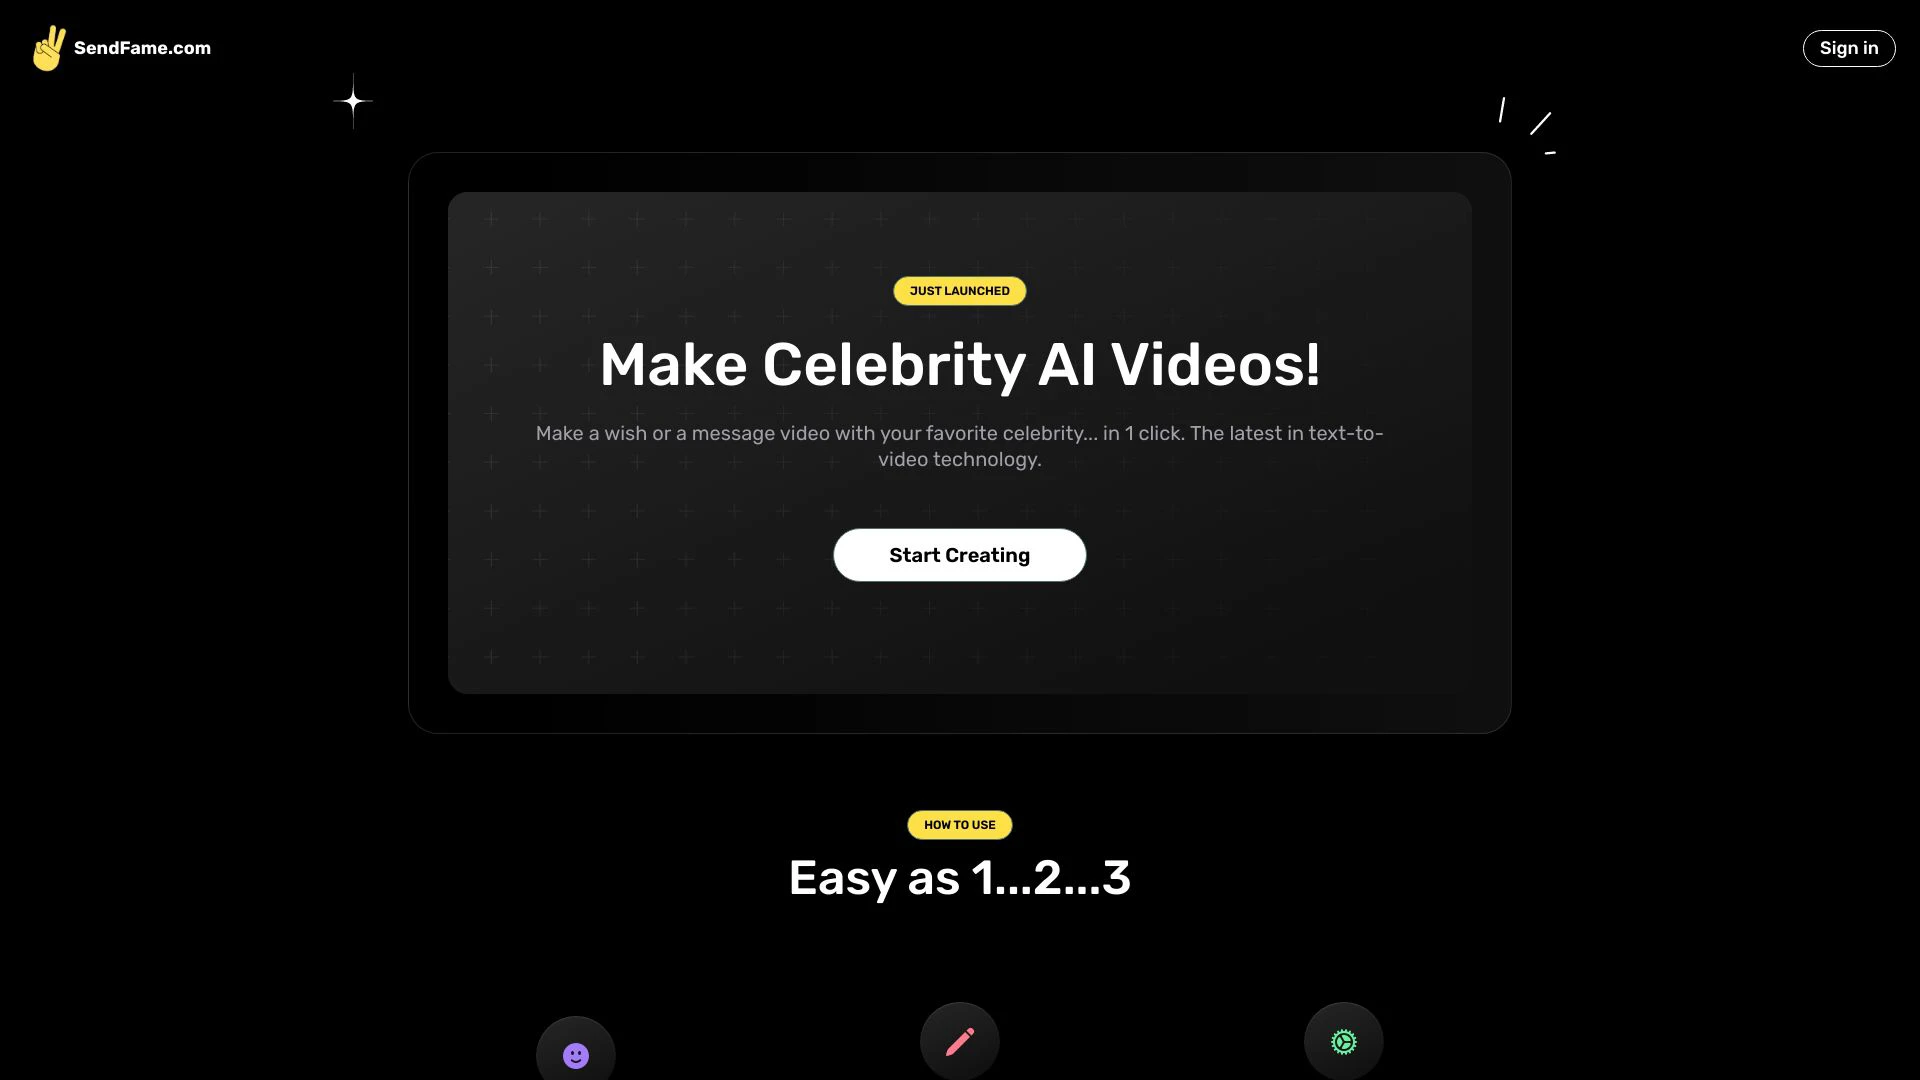 SendFame.com
Sign in
JUST LAUNCHED
Make Celebrity AI Videos!
Make a wish or a message video with your favorite celebrity... in 1 click. The latest in text-to-
video technology.
Start Creating
HOW TO USE
Easy as 1...2...3